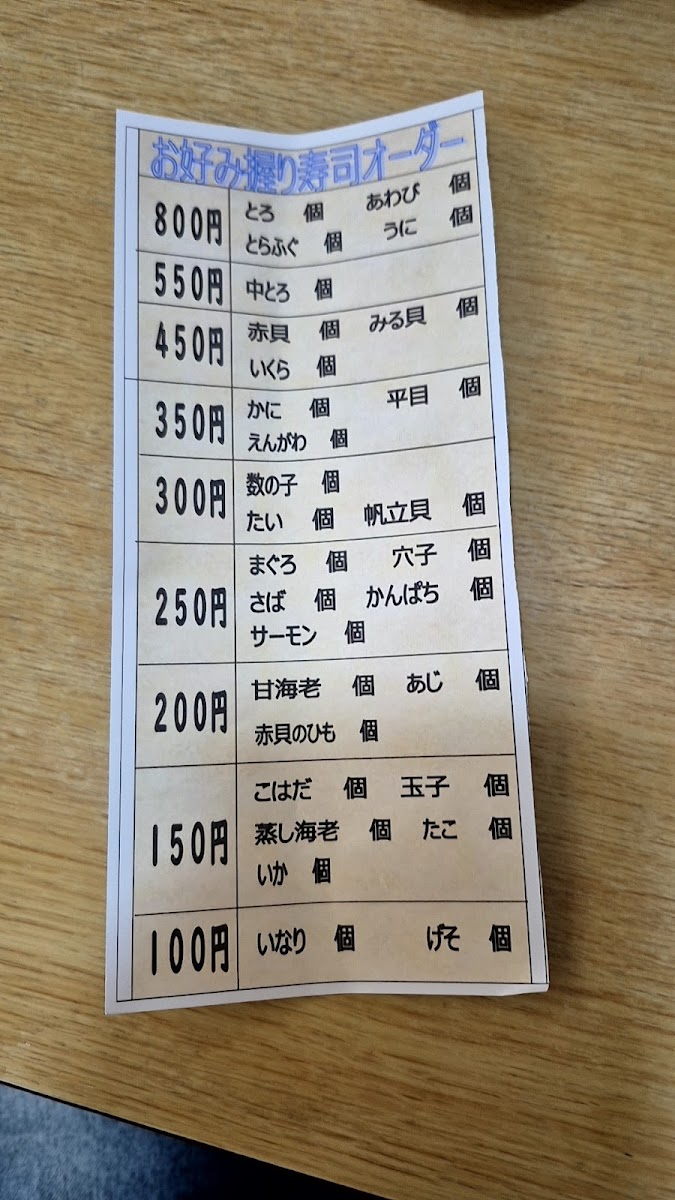 お好み握り寿司オーダー
800円 とろ 個 あわび 個
とらふぐ 個 うに 個
550円 中とろ 個
450円 赤貝 個 みる貝 個
いくら 個
350円 かに 個 平目 個
えんがわ 個
300円 数の子 個
たい 個 帆立貝 個
250円 まぐろ 個 穴子 個
さば 個 かんぱち 個
サーモン 個
200円 甘海老 個 あじ 個
赤貝のひも 個
150円 こはだ 個 玉子 個
蒸し海老 個 たこ 個
いか 個
100円 いなり 個 げそ 個